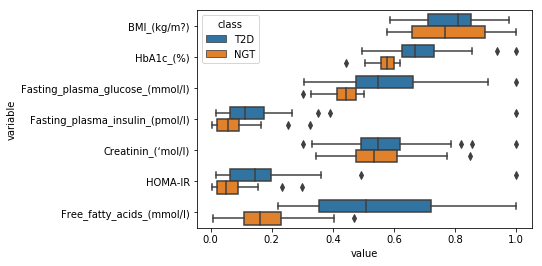 class
T2D
NGT
BMI_(kg/m?)
HbA1c_(%)
Fasting_plasma_glucose_(mmol/l)
Fasting_plasma_insulin_(pmol/l)
Creatinin_(‘mol/l)
HOMA-IR
Free_fatty_acids_(mmol/l)
variable
0.0 0.2 0.4 0.6 0.8 1.0
value